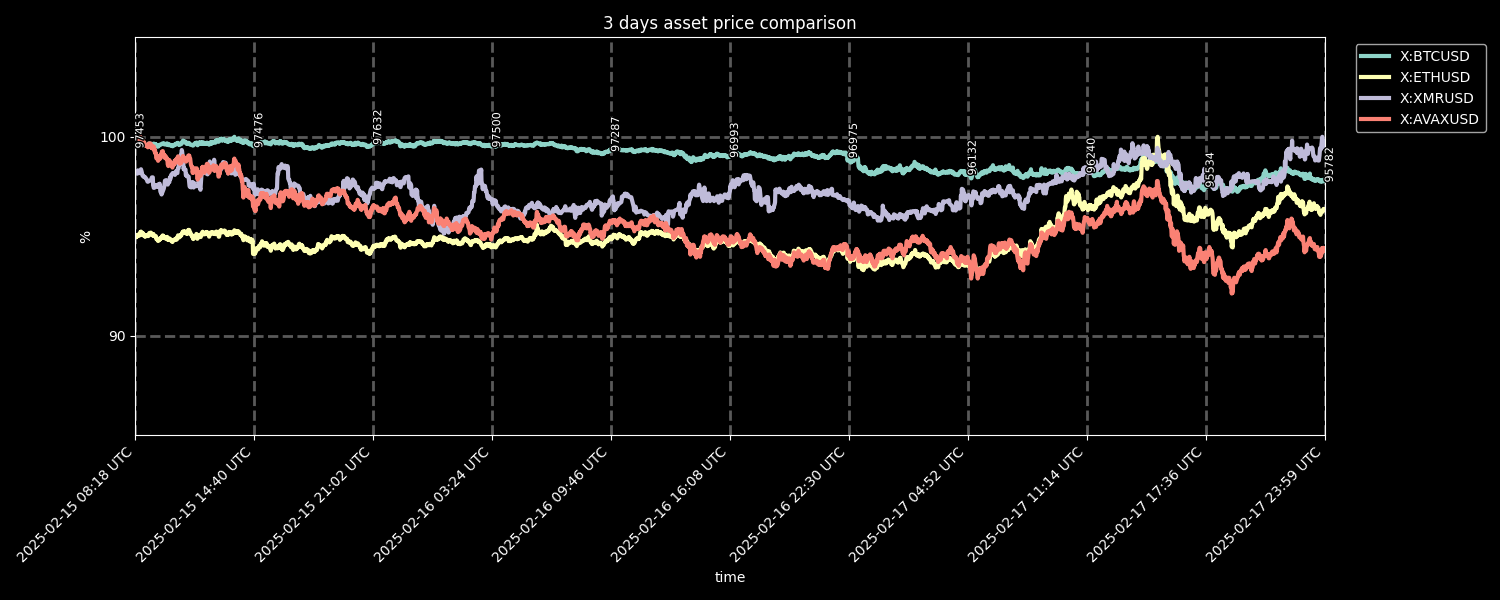 3 days asset price comparison
X:BTCUSD
X:ETHUSD
X:XMRUSD
X:AVAXUSD
%
100
90
97453
97476
97632
97500
97287
96993
96975
96132
96240
95534
95782
2025-02-15 08:18 UTC
2025-02-15 14:40 UTC
2025-02-15 21:02 UTC
2025-02-16 03:24 UTC
2025-02-16 09:46 UTC
2025-02-16 16:08 UTC
2025-02-16 22:30 UTC
2025-02-17 04:52 UTC
2025-02-17 11:14 UTC
2025-02-17 17:36 UTC
2025-02-17 23:59 UTC
time